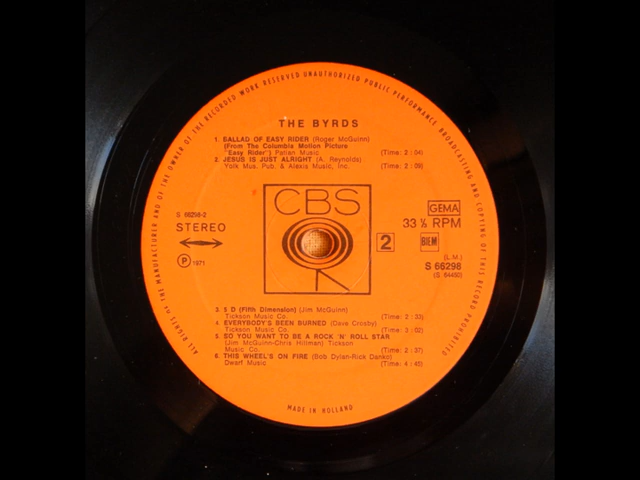 ALL RIGHTS OF THE MANUFACTURER AND OF THE OWNER OF THE RECORDED WORK RESERVED UNAUTHORIZED PUBLIC PERFORMANCE BROADCASTING AND COPYING OF THIS RECORD PROHIBITED
THE BYRDS
1. BALLAD OF EASY RIDER (Roger McGuinn)
(From The Columbia Motion Picture
"Easy Rider") Patian Music (Time: 2:04)
2. JESUS IS JUST ALRIGHT (A. Reynolds)
Yolk Mus. Pub. & Alexis Music, Inc. (Time: 2:09)
CBS
S 66298-2
STEREO
P 1971
GEMA
33 ⅓ RPM
2
BIEM
(L.M.)
S 66298
(S 64450)
3. 5 D (Fifth Dimension) (Jim McGuinn)
Tickson Music Co. (Time: 2:33)
4. EVERYBODY'S BEEN BURNED (Dave Crosby)
Tickson Music Co. (Time: 3:02)
5. SO YOU WANT TO BE A ROCK 'N' ROLL STAR
(Jim McGuinn-Chris Hillman) Tickson
Music Co. (Time: 2:37)
6. THIS WHEEL'S ON FIRE (Bob Dylan-Rick Danko)
Dwarf Music (Time: 4:42)
MADE IN HOLLAND